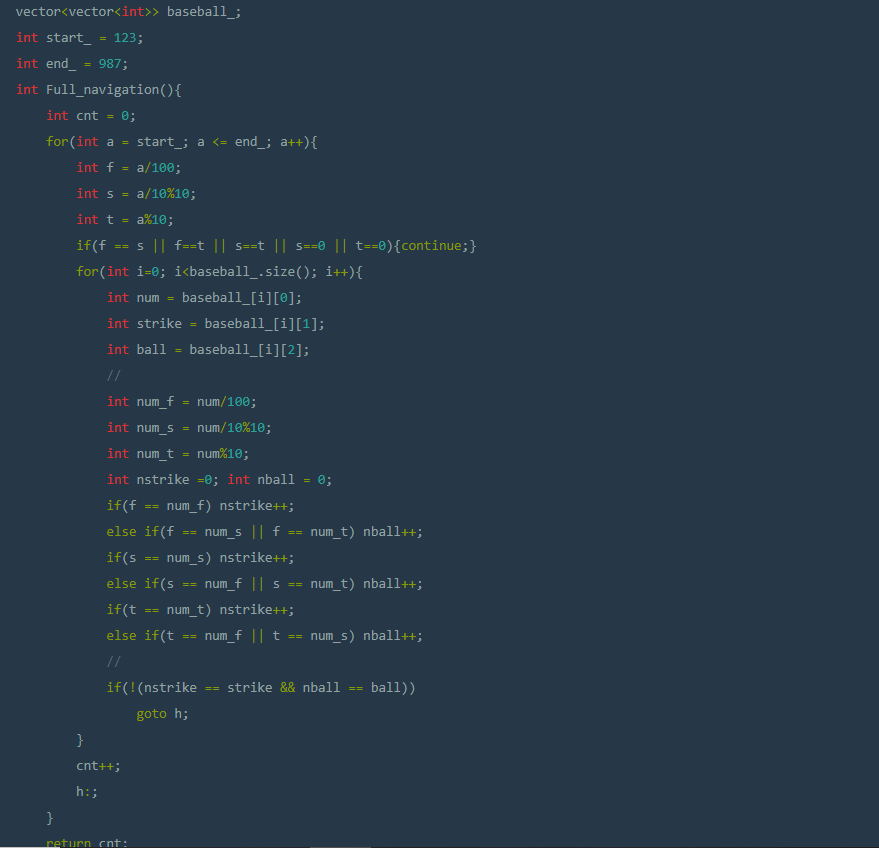 vector<vector<int>> baseball_;
int start_ = 123;
int end_ = 987;
int Full_navigation(){
    int cnt = 0;
    for(int a = start_; a <= end_; a++){
        int f = a/100;
        int s = a/10%10;
        int t = a%10;
        if(f == s || f==t || s==t || s==0 || t==0){continue;}
        for(int i=0; i<baseball_.size(); i++){
            int num = baseball_[i][0];
            int strike = baseball_[i][1];
            int ball = baseball_[i][2];
            //
            int num_f = num/100;
            int num_s = num/10%10;
            int num_t = num%10;
            int nstrike =0; int nball = 0;
            if(f == num_f) nstrike++;
            else if(f == num_s || f == num_t) nball++;
            if(s == num_s) nstrike++;
            else if(s == num_f || s == num_t) nball++;
            if(t == num_t) nstrike++;
            else if(t == num_f || t == num_s) nball++;
            //
            if(!(nstrike == strike && nball == ball))
                goto h;
        }
        cnt++;
        h:;
    }
    return cnt;